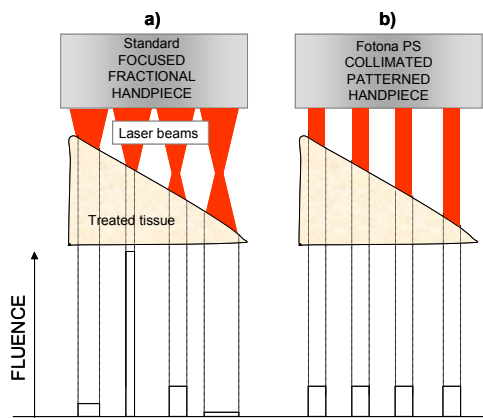 a)
Standard
FOCUSED
FRACTIONAL
HANDPIECE
b)
Fotona PS
COLLIMATED
PATTERNED
HANDPIECE
Laser beams
Treated tissue
FLUENCE